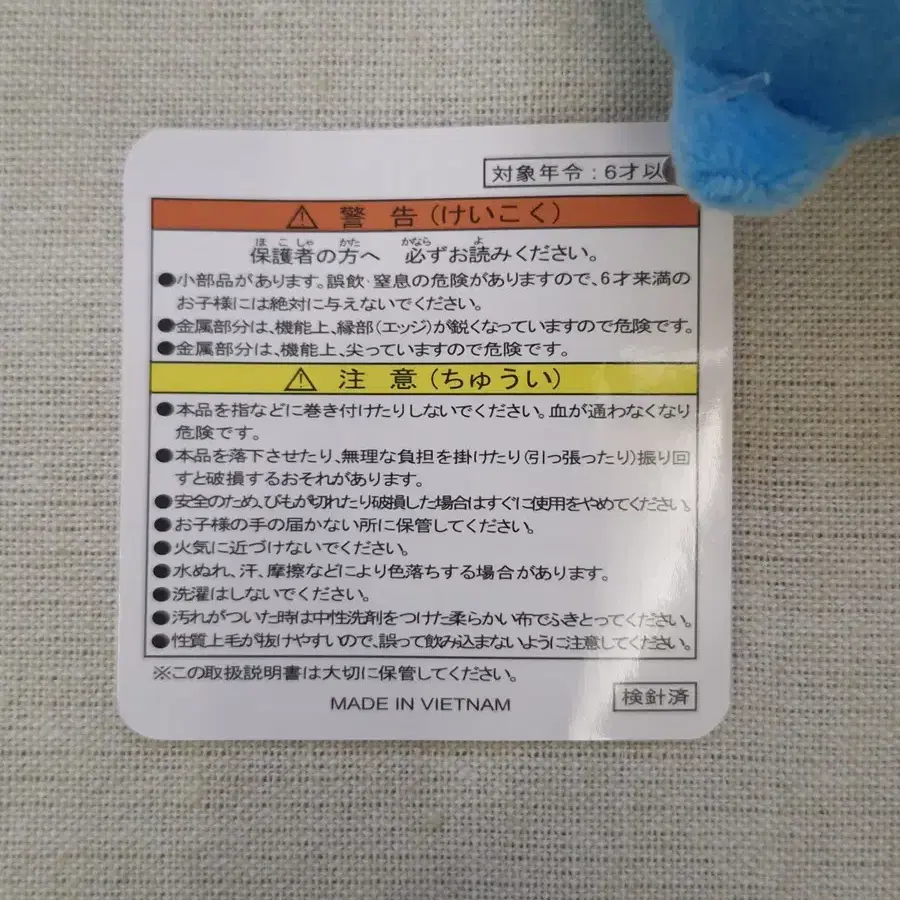 対象年令：6才以
⚠ 警 告 (けいこく)
ほ ご しゃ かた かなら よ
保護者の方へ 必ずお読みください。
●小部品があります。誤飲・窒息の危険がありますので、6才来満の
お子様には絶対に与えないでください。
●金属部分は、機能上、縁部(エッジ)が鋭くなっていますので危険です。
●金属部分は、機能上、尖っていますので危険です。
⚠ 注 意 (ちゅうい)
●本品を指などに巻き付けたりしないでください。血が通わなくなり
危険です。
●本品を落下させたり、無理な負担を掛けたり(引っ張ったり)振り回
すと破損するおそれがあります。
●安全のため、ひもが切れたり破損した場合はすぐに使用をやめてください。
●お子様の手の届かない所に保管してください。
●火気に近づけないでください。
●水ぬれ、汗、摩擦などにより色落ちする場合があります。
●洗濯はしないでください。
●汚れがついた時は中性洗剤をつけた柔らかい布でふきとってください。
●性質上毛が抜けやすいので、誤って飲み込まないように注意してください。
※この取扱説明書は大切に保管してください。
MADE IN VIETNAM
検針済